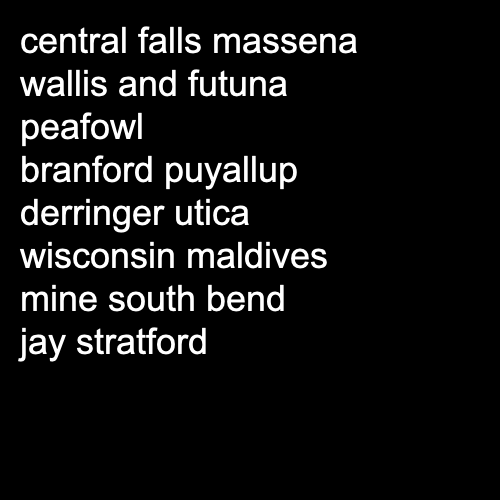 central falls massena
wallis and futuna
peafowl
branford puyallup
derringer utica
wisconsin maldives
mine south bend
jay stratford